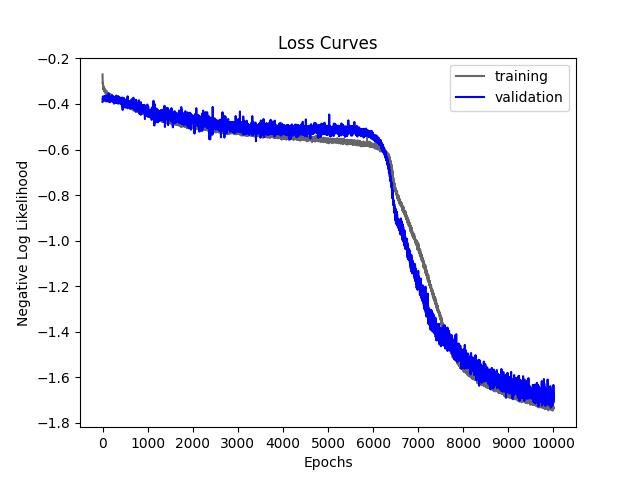 Loss Curves
training
validation
Negative Log Likelihood
−0.2
−0.4
−0.6
−0.8
−1.0
−1.2
−1.4
−1.6
−1.8
0 1000 2000 3000 4000 5000 6000 7000 8000 9000 10000
Epochs